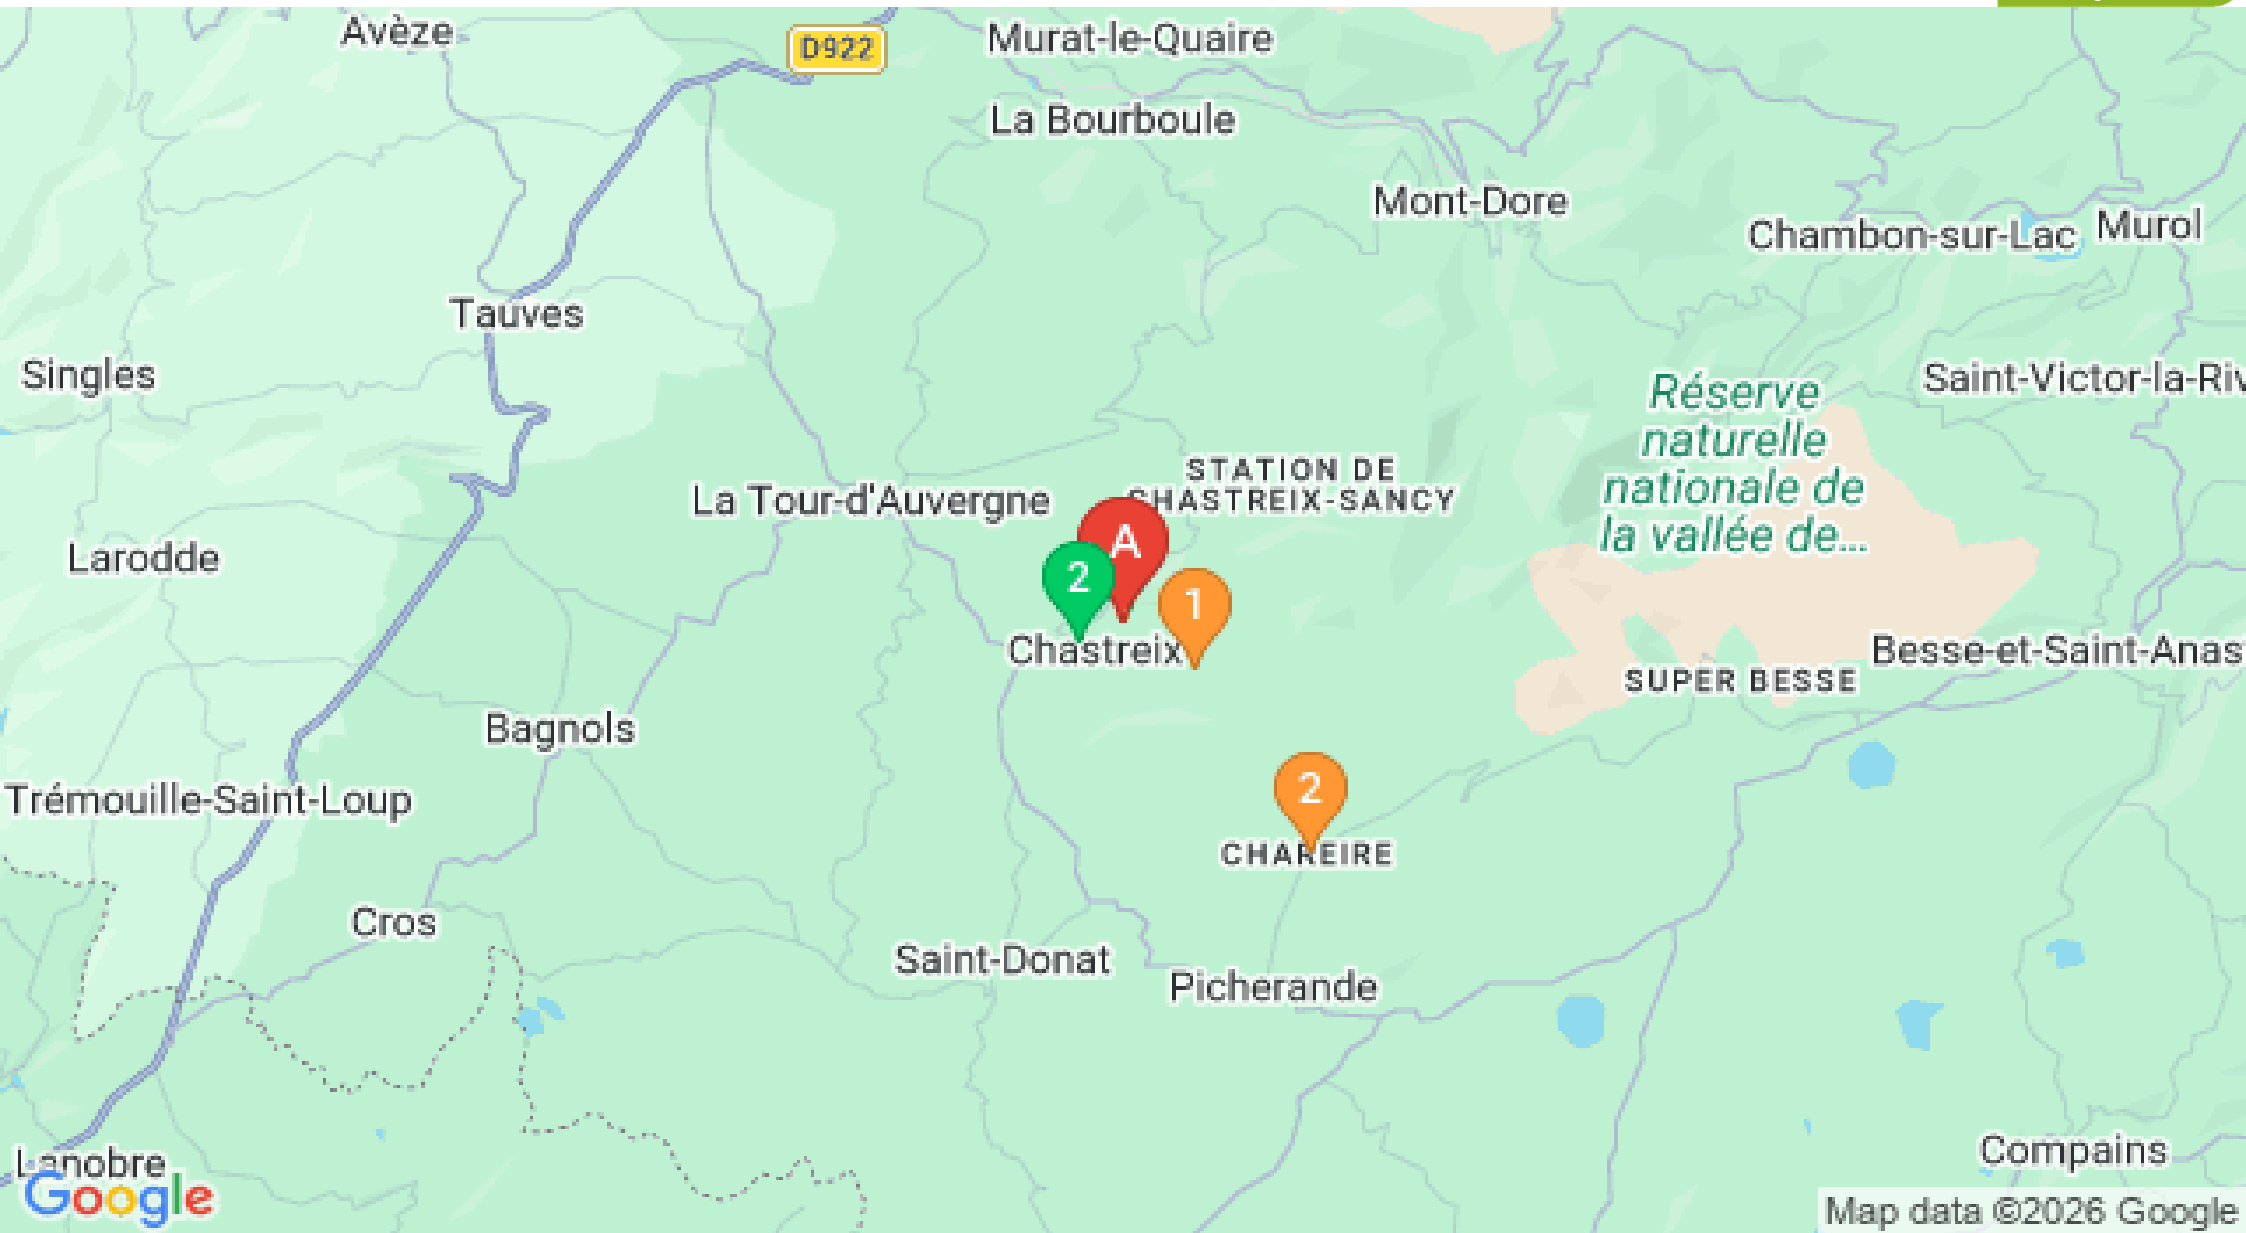 Avèze
D922
Murat-le-Quaire
La Bourboule
Mont-Dore
Chambon-sur-Lac
Murol
Tauves
Singles
Saint-Victor-la-Riv
Réserve
naturelle
nationale de
la vallée de...
STATION DE
CHASTREIX-SANCY
La Tour-d'Auvergne
A
2
1
Larodde
Chastreix
Besse-et-Saint-Anas
SUPER BESSE
Bagnols
2
Trémouille-Saint-Loup
CHAREIRE
Cros
Saint-Donat
Picherande
Compains
Lanobre
Google
Map data ©2026 Google